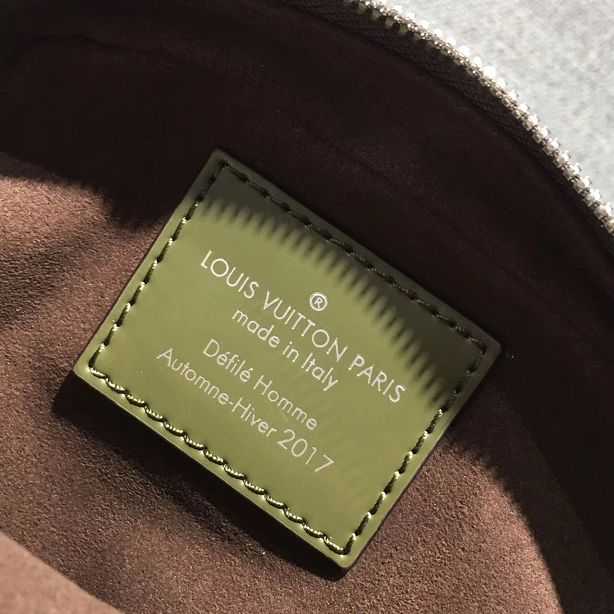 ®
LOUIS VUITTON PARIS
made in Italy
Défilé Homme
Automne-Hiver 2017